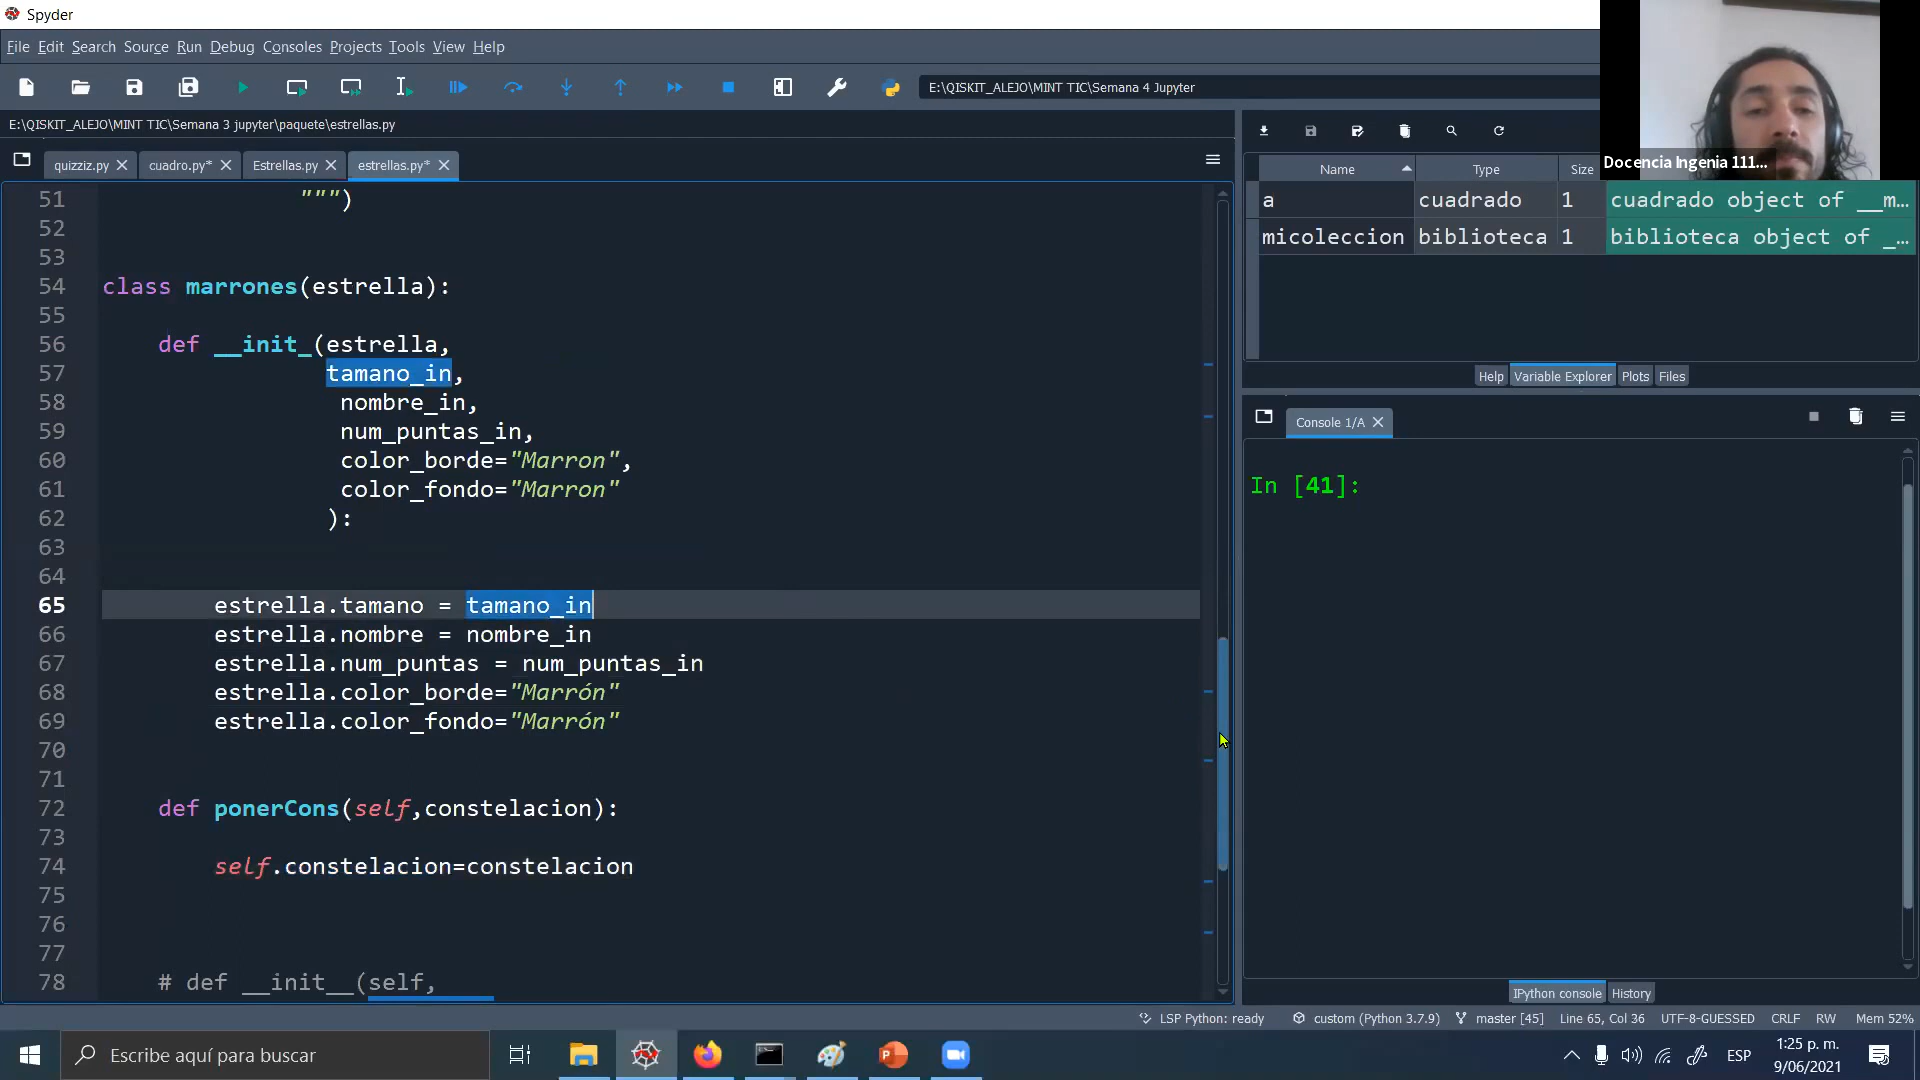 Spyder
File Edit Search Source Run Debug Consoles Projects Tools View Help
E:\QISKIT_ALEJO\MINT TIC\Semana 4 Jupyter
E:\QISKIT_ALEJO\MINT TIC\Semana 3 jupyter\paquete\estrellas.py
quizziz.py cuadro.py* Estrellas.py estrellas.py*
51 """)
52
53
54 class marrones(estrella):
55
56 def __init_(estrella,
57 tamano_in,
58 nombre_in,
59 num_puntas_in,
60 color_borde="Marron",
61 color_fondo="Marron"
62 ):
63
64
65 estrella.tamano = tamano_in
66 estrella.nombre = nombre_in
67 estrella.num_puntas = num_puntas_in
68 estrella.color_borde="Marrón"
69 estrella.color_fondo="Marrón"
70
71
72 def ponerCons(self,constelacion):
73
74 self.constelacion=constelacion
75
76
77
78 # def __init__(self,
Docencia Ingenia 111...
Name Type Size
a cuadrado 1 cuadrado object of __m...
micoleccion biblioteca 1 biblioteca object of _...
Help Variable Explorer Plots Files
Console 1/A
In [41]:
IPython console History
LSP Python: ready custom (Python 3.7.9) master [45] Line 65, Col 36 UTF-8-GUESSED CRLF RW Mem 52%
Escribe aquí para buscar
ESP
1:25 p. m.
9/06/2021